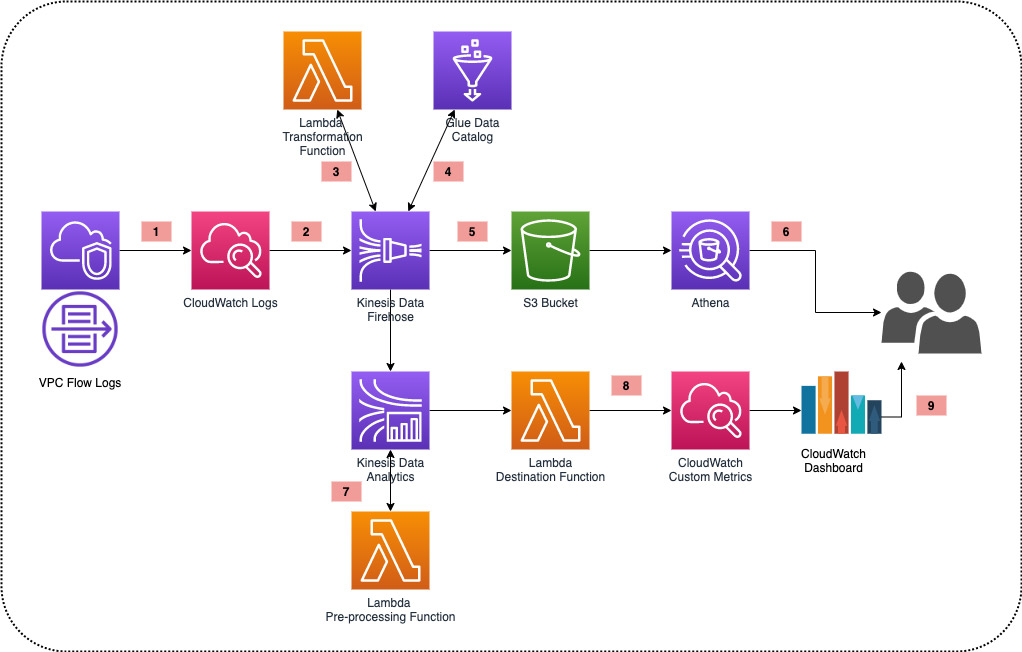 Lambda
Transformation
Function
Glue Data
Catalog
3
4
1
2
5
6
CloudWatch Logs
Kinesis Data
Firehose
S3 Bucket
Athena
VPC Flow Logs
8
9
Kinesis Data
Analytics
Lambda
Destination Function
CloudWatch
Custom Metrics
CloudWatch
Dashboard
7
Lambda
Pre-processing Function